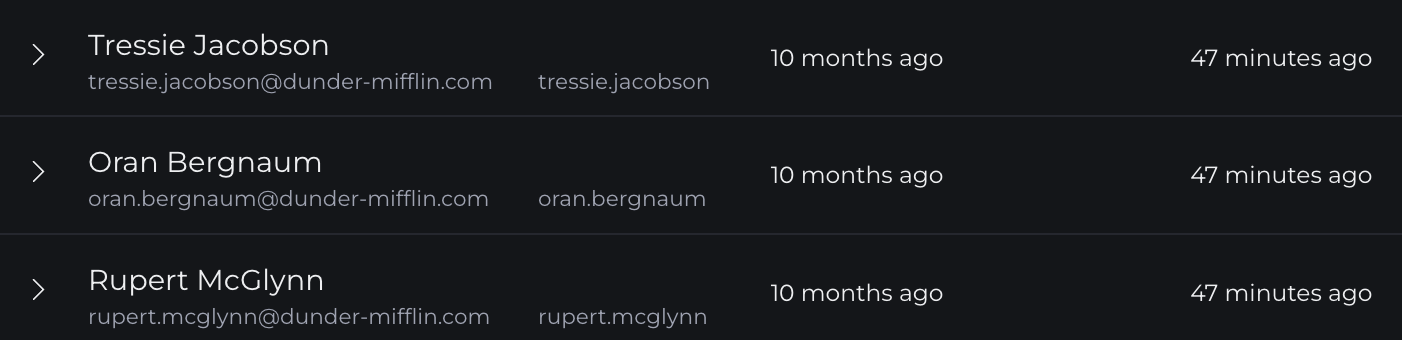 Tressie Jacobson
tressie.jacobson@dunder-mifflin.com tressie.jacobson 10 months ago 47 minutes ago
Oran Bergnaum
oran.bergnaum@dunder-mifflin.com oran.bergnaum 10 months ago 47 minutes ago
Rupert McGlynn
rupert.mcglynn@dunder-mifflin.com rupert.mcglynn 10 months ago 47 minutes ago